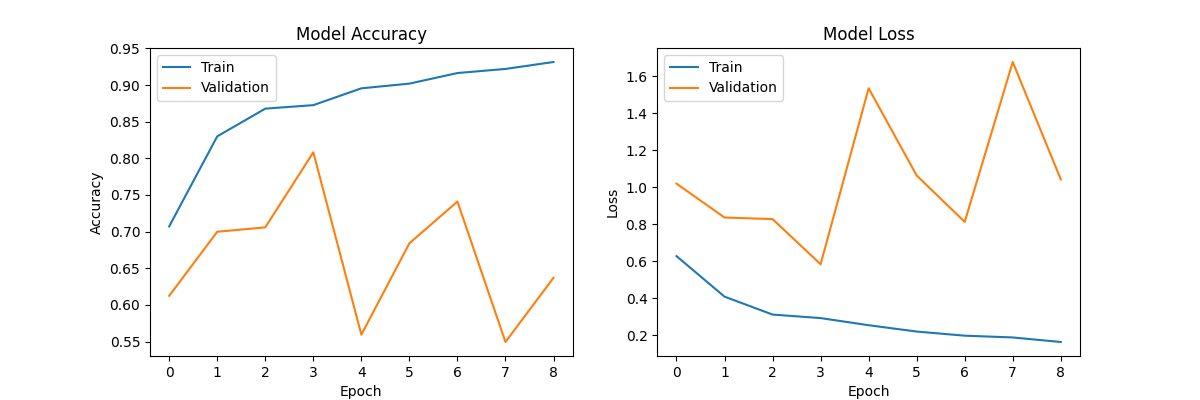 Model Accuracy
Train
Validation
0.95
0.90
0.85
0.80
0.75
0.70
0.65
0.60
0.55
Accuracy
0 1 2 3 4 5 6 7 8
Epoch
Model Loss
Train
Validation
1.6
1.4
1.2
1.0
0.8
0.6
0.4
0.2
Loss
0 1 2 3 4 5 6 7 8
Epoch